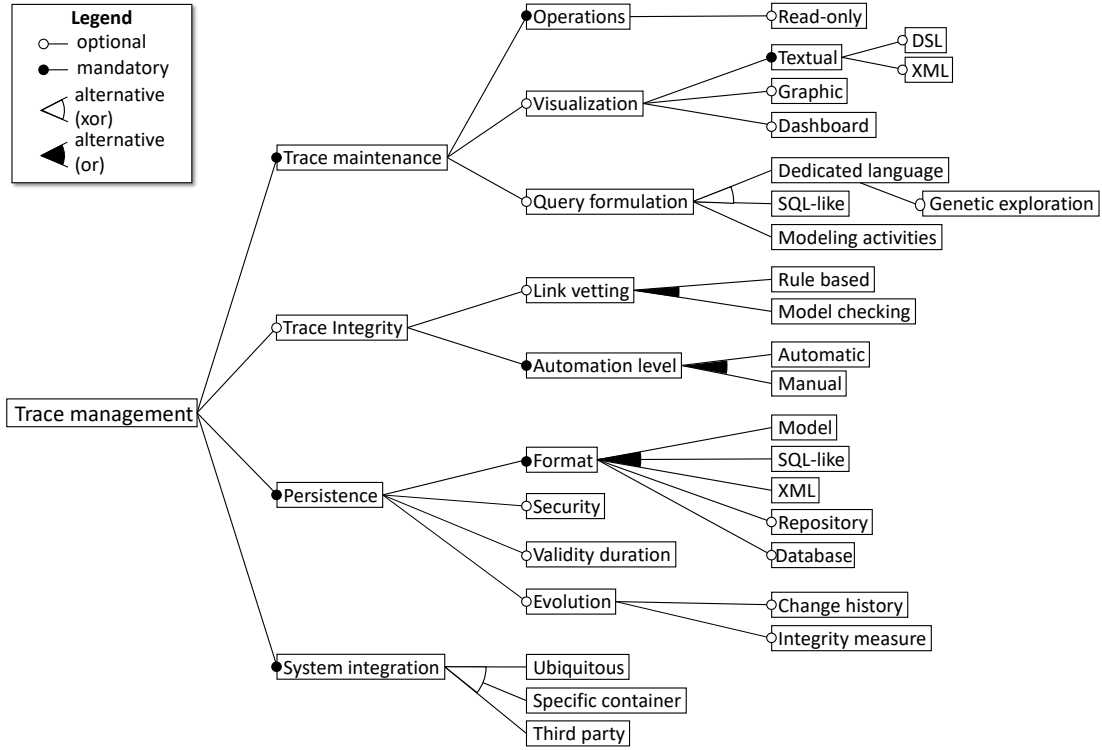 Legend
optional
mandatory
alternative
(xor)
alternative
(or)
Trace management
Trace maintenance
Operations
Read-only
Visualization
Textual
DSL
XML
Graphic
Dashboard
Query formulation
Dedicated language
Genetic exploration
SQL-like
Modeling activities
Trace Integrity
Link vetting
Rule based
Model checking
Automation level
Automatic
Manual
Persistence
Format
Model
SQL-like
XML
Repository
Database
Security
Validity duration
Evolution
Change history
Integrity measure
System integration
Ubiquitous
Specific container
Third party